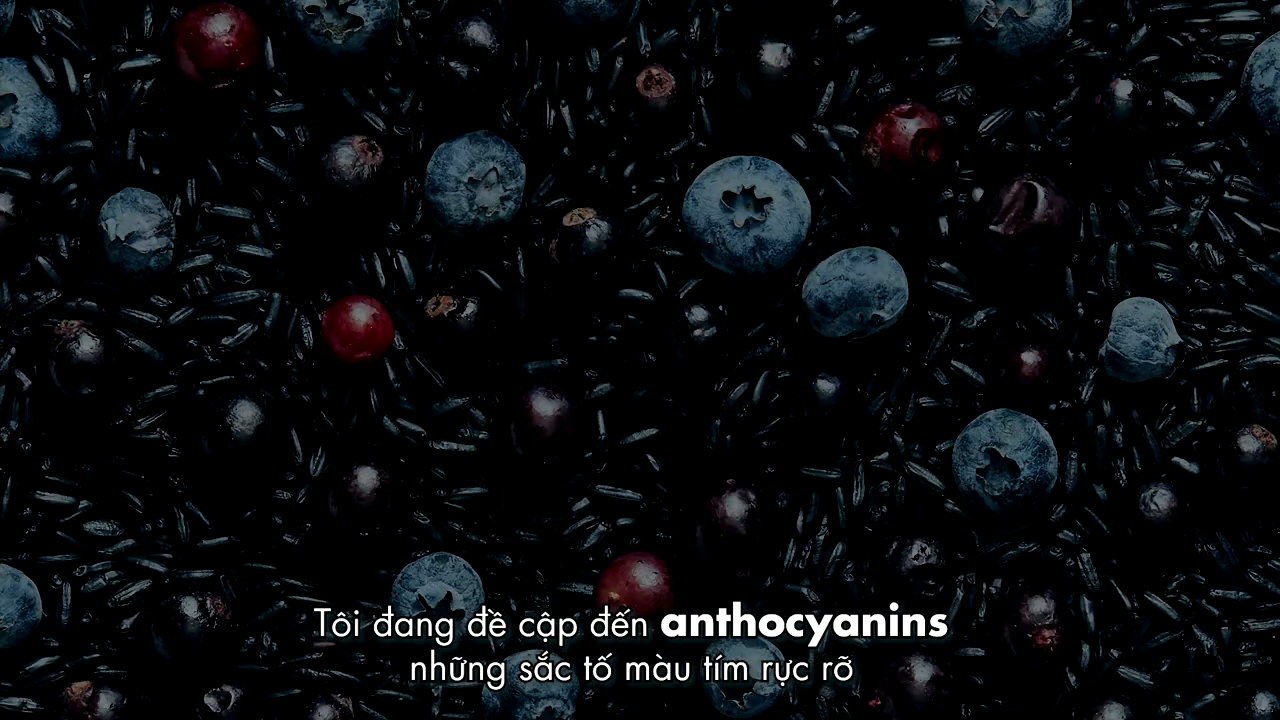 Tôi đang đề cập đến anthocyanins
những sắc tố màu tím rực rỡ